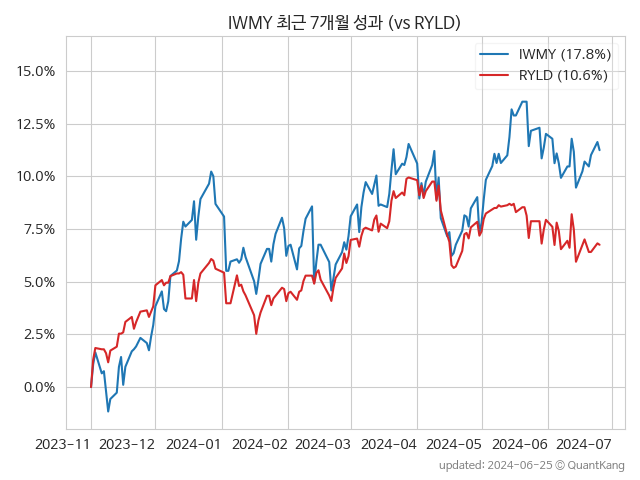 IWMY 최근 7개월 성과 (vs RYLD)
IWMY (17.8%)
RYLD (10.6%)
15.0%
12.5%
10.0%
7.5%
5.0%
2.5%
0.0%
2023-11 2023-12 2024-01 2024-02 2024-03 2024-04 2024-05 2024-06 2024-07
updated: 2024-06-25 © QuantKang